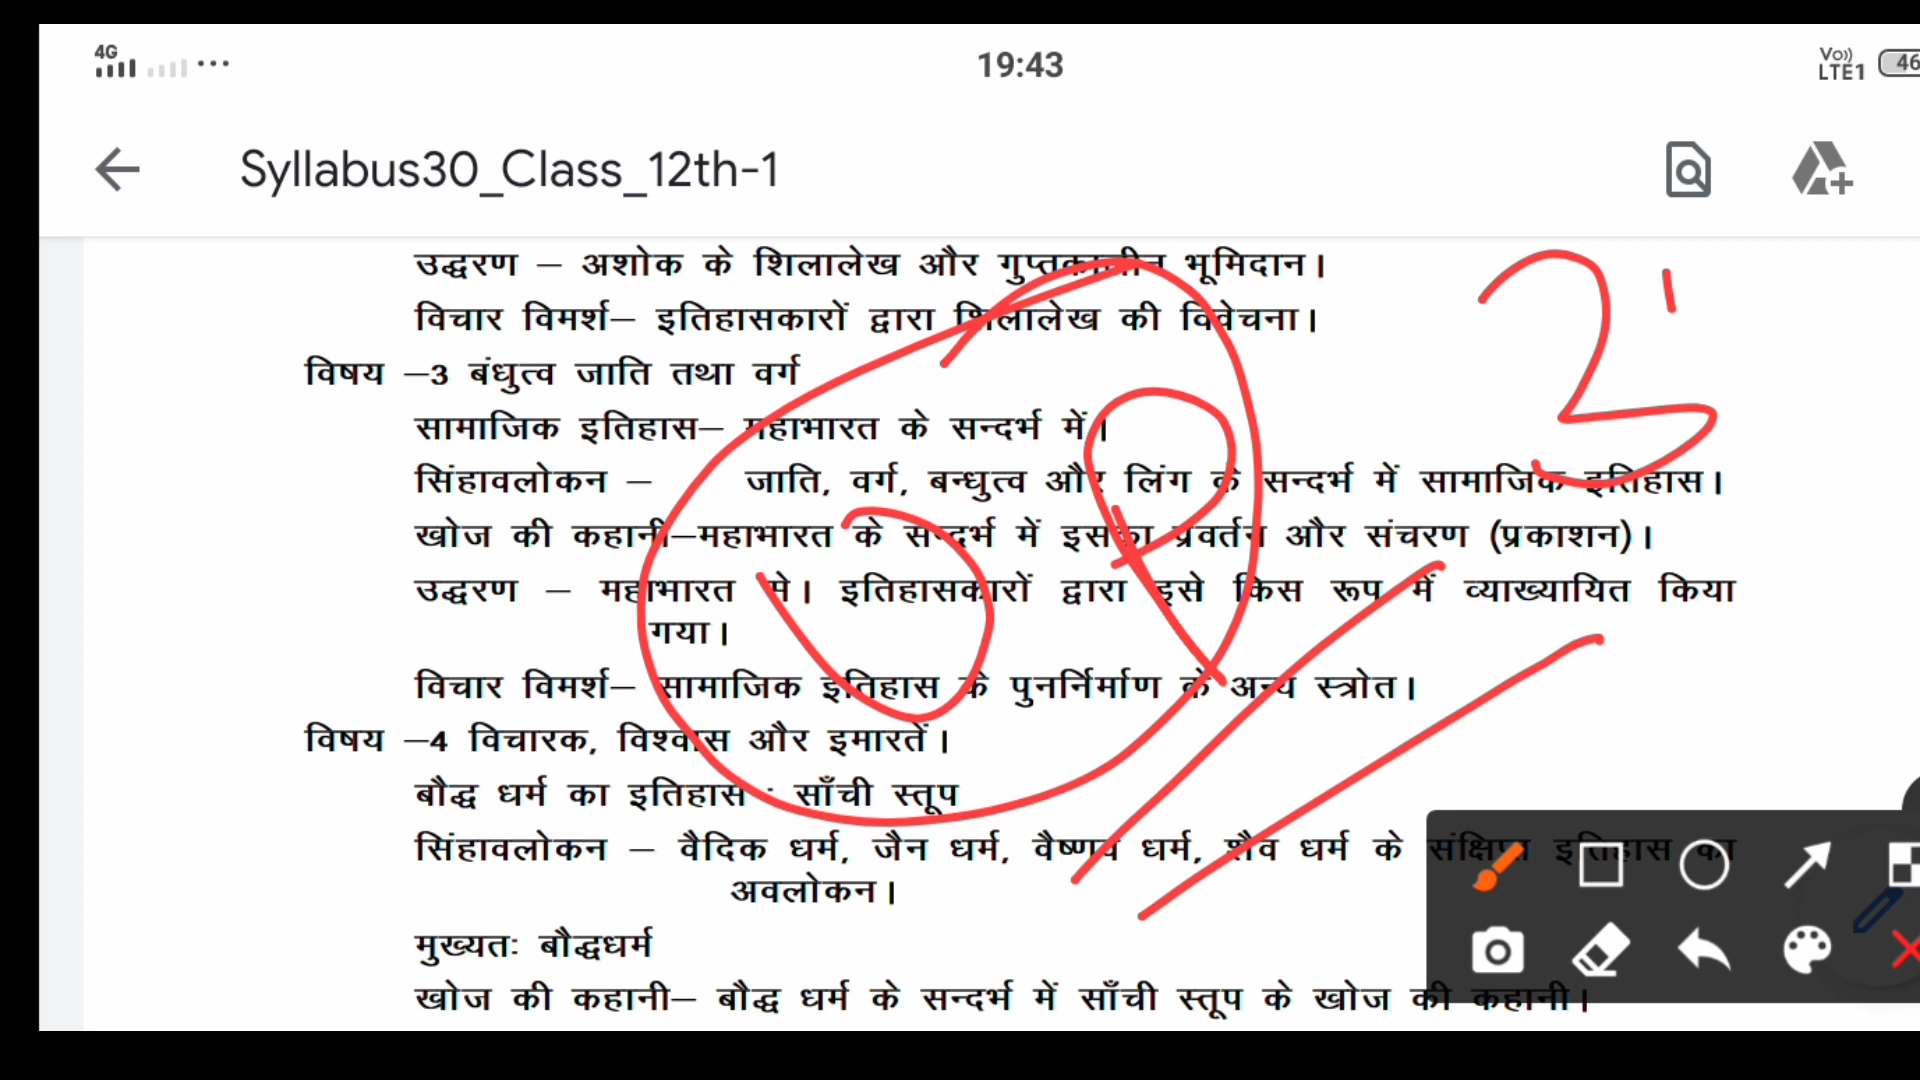 4G 19:43 Vo)) LTE1 46
Syllabus30_Class_12th-1
उद्धरण – अशोक के शिलालेख और गुप्तकालीन भूमिदान।
विचार विमर्श– इतिहासकारों द्वारा शिलालेख की विवेचना।
विषय –3 बंधुत्व जाति तथा वर्ग
सामाजिक इतिहास– महाभारत के सन्दर्भ में।
सिंहावलोकन – जाति, वर्ग, बन्धुत्व और लिंग के सन्दर्भ में सामाजिक इतिहास।
खोज की कहानी–महाभारत के सन्दर्भ में इसका प्रवर्तन और संचरण (प्रकाशन)।
उद्धरण – महाभारत से। इतिहासकारों द्वारा इसे किस रूप में व्याख्यायित किया
गया।
विचार विमर्श– सामाजिक इतिहास के पुनर्निर्माण के अन्य स्त्रोत।
विषय –4 विचारक, विश्वास और इमारतें।
बौद्ध धर्म का इतिहास : साँची स्तूप
सिंहावलोकन – वैदिक धर्म, जैन धर्म, वैष्णव धर्म, शैव धर्म के संक्षिप्त इतिहास का
अवलोकन।
मुख्यतः बौद्धधर्म
खोज की कहानी– बौद्ध धर्म के सन्दर्भ में साँची स्तूप के खोज की कहानी।